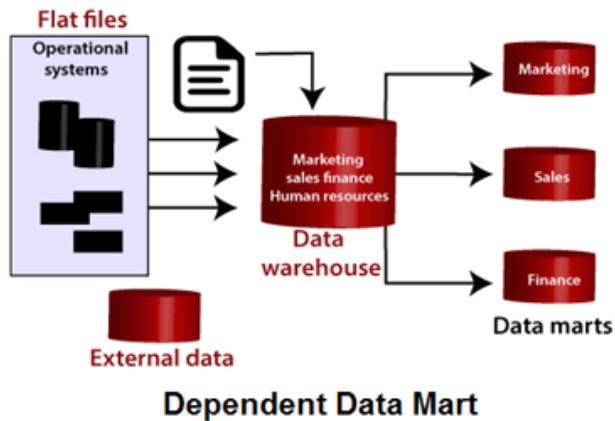 Flat files
Operational
systems
Marketing
sales finance
Human resources
Data
warehouse
External data
Marketing
Sales
Finance
Data marts
Dependent Data Mart